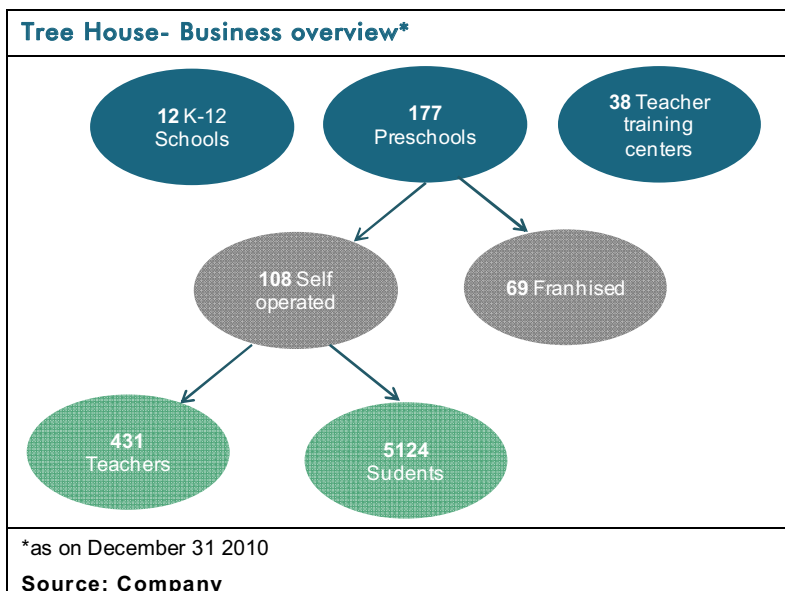 Tree House- Business overview*
12 K-12
Schools
177
Preschools
38 Teacher
training
centers
108 Self
operated
69 Franhised
431
Teachers
5124
Sudents
*as on December 31 2010
Source: Company